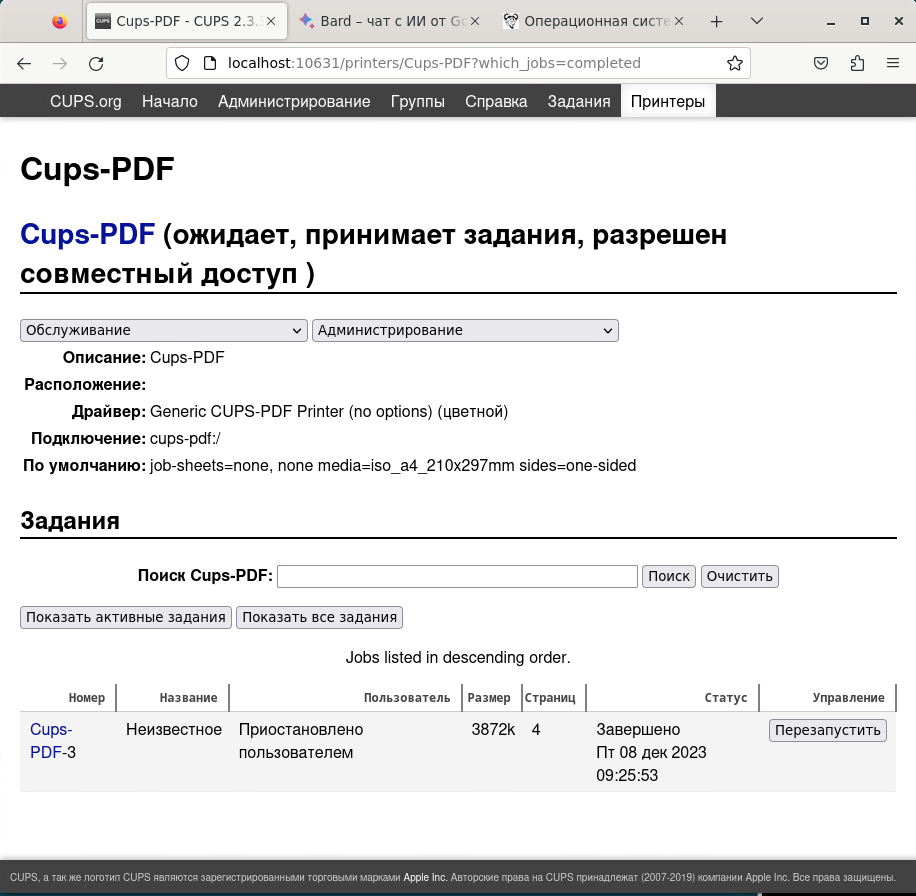 Cups-PDF - CUPS 2.3.3
Bard – чат с ИИ от Go
Операционная систе
localhost:10631/printers/Cups-PDF?which_jobs=completed
CUPS.org Начало Администрирование Группы Справка Задания Принтеры
Cups-PDF
Cups-PDF (ожидает, принимает задания, разрешен
совместный доступ )
Обслуживание Администрирование
Описание: Cups-PDF
Расположение:
Драйвер: Generic CUPS-PDF Printer (no options) (цветной)
Подключение: cups-pdf:/
По умолчанию: job-sheets=none, none media=iso_a4_210x297mm sides=one-sided
Задания
Поиск Cups-PDF: Поиск Очистить
Показать активные задания Показать все задания
Jobs listed in descending order.
Номер Название Пользователь Размер Страниц Статус Управление
Cups- Неизвестное Приостановлено 3872k 4 Завершено Перезапустить
PDF-3 пользователем Пт 08 дек 2023
09:25:53
CUPS, а так же логотип CUPS являются зарегистрированными торговыми марками Apple Inc. Авторские права на CUPS принадлежат (2007-2019) компании Apple Inc. Все права защищены.